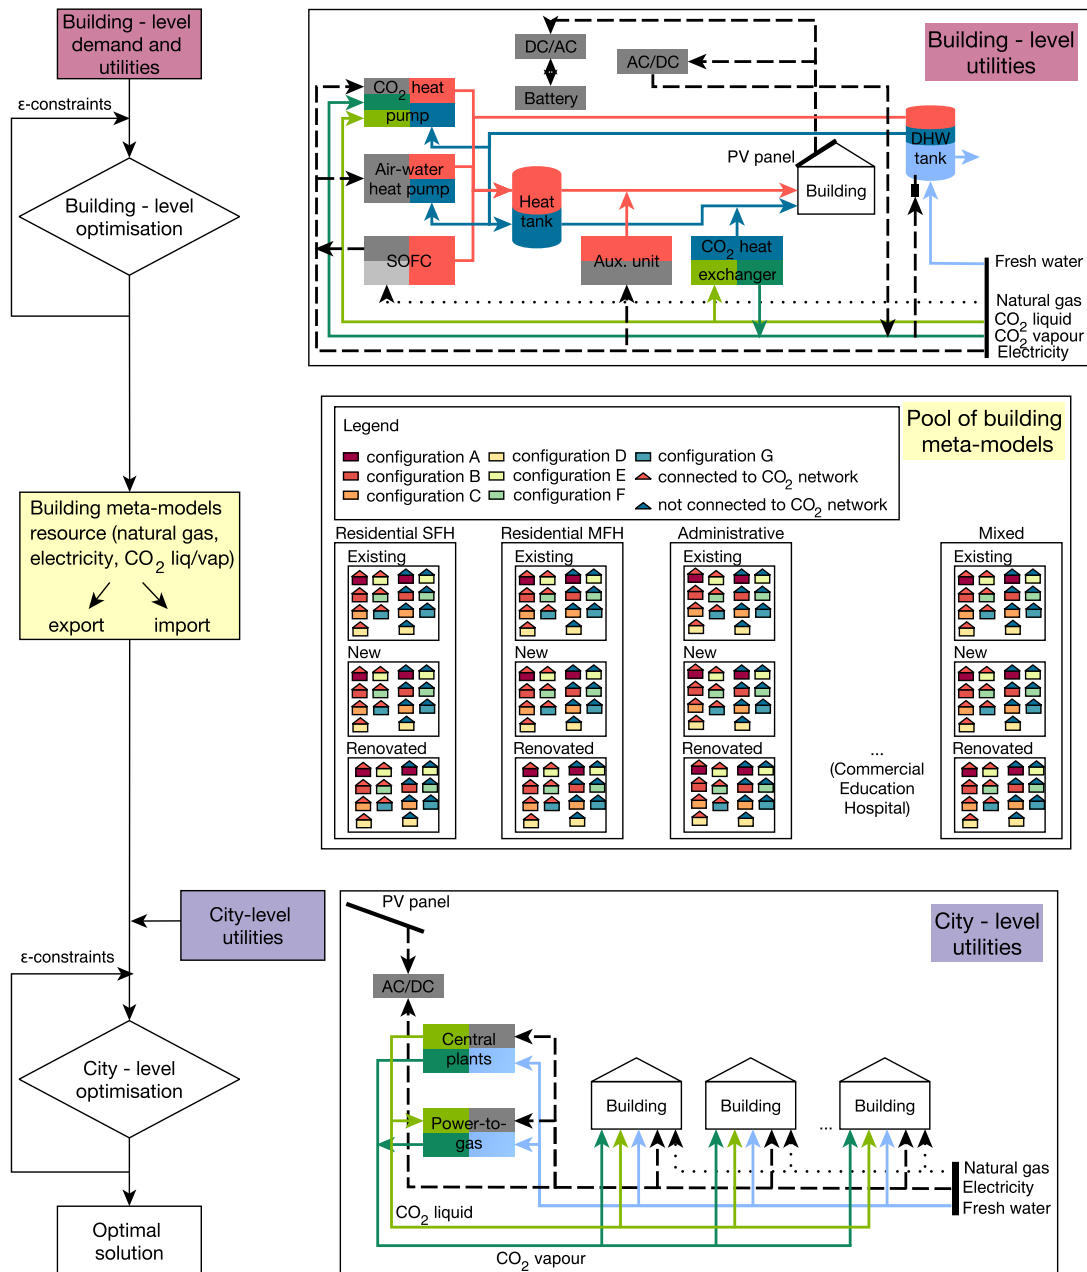 Building - level
demand and
utilities
ε-constraints
Building - level
optimisation
Building meta-models
resource (natural gas,
electricity, CO2 liq/vap)
export import
City-level
utilities
ε-constraints
City - level
optimisation
Optimal
solution
Building - level
utilities
DC/AC
Battery
AC/DC
CO2 heat
pump
Air-water
heat pump
SOFC
Heat
tank
Aux. unit
CO2 heat
exchanger
PV panel
Building
DHW
tank
Fresh water
Natural gas
CO2 liquid
CO2 vapour
Electricity
Pool of building
meta-models
Legend
configuration A
configuration B
configuration C
configuration D
configuration E
configuration F
configuration G
connected to CO2 network
not connected to CO2 network
Residential SFH
Existing
New
Renovated
Residential MFH
Existing
New
Renovated
Administrative
Existing
New
Renovated
...
(Commercial
Education
Hospital)
Mixed
Existing
New
Renovated
City - level
utilities
PV panel
AC/DC
Central
plants
Power-to-
gas
Building
Building
...
Building
Natural gas
Electricity
Fresh water
CO2 liquid
CO2 vapour